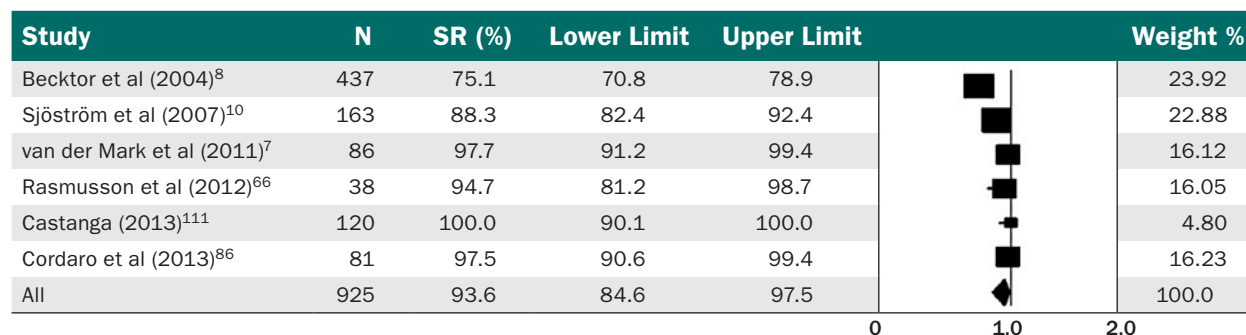 Study N SR (%) Lower Limit Upper Limit Weight %
Becktor et al (2004)8 437 75.1 70.8 78.9 23.92
Sjöström et al (2007)10 163 88.3 82.4 92.4 22.88
van der Mark et al (2011)7 86 97.7 91.2 99.4 16.12
Rasmusson et al (2012)66 38 94.7 81.2 98.7 16.05
Castanga (2013)111 120 100.0 90.1 100.0 4.80
Cordaro et al (2013)86 81 97.5 90.6 99.4 16.23
All 925 93.6 84.6 97.5 100.0
0 1.0 2.0